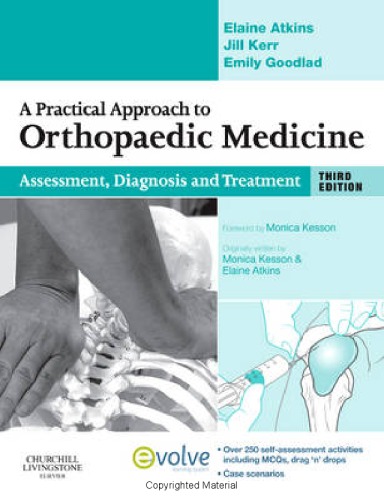 Elaine Atkins
Jill Kerr
Emily Goodlad
A Practical Approach to
Orthopaedic Medicine
Assessment, Diagnosis and Treatment
THIRD
EDITION
Foreword by Monica Kesson
Originally written by
Monica Kesson &
Elaine Atkins
CHURCHILL
LIVINGSTONE
ELSEVIER
evolve
learning system
• Over 250 self-assessment activities
including MCQs, drag 'n' drops
• Case scenarios
Copyrighted Material